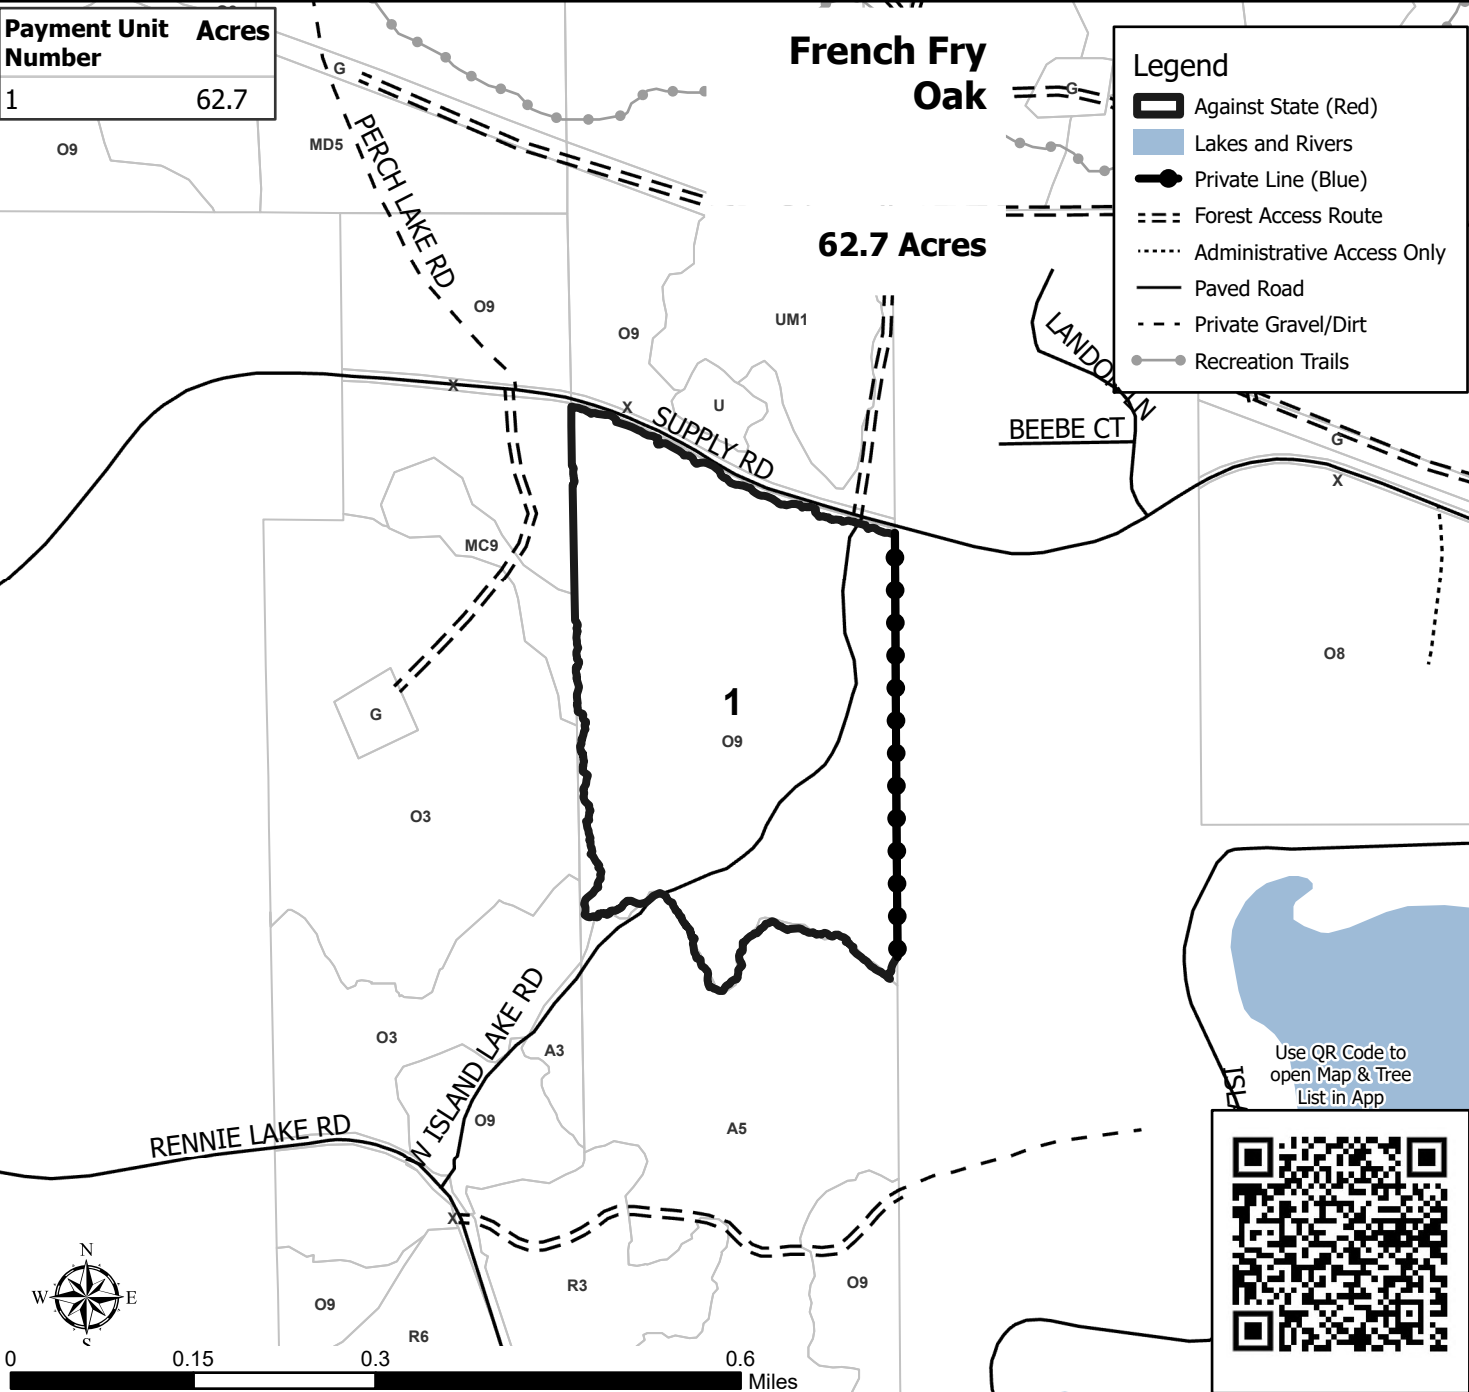 Payment Unit Number Acres
1 62.7
French Fry
Oak
62.7 Acres
Legend
Against State (Red)
Lakes and Rivers
Private Line (Blue)
Forest Access Route
Administrative Access Only
Paved Road
Private Gravel/Dirt
Recreation Trails
G
G
O9
MD5
PERCH LAKE RD
O9
O9
UM1
X
X
U
SUPPLY RD
BEEBE CT
G
X
MC9
O8
1
O9
G
O3
O3
A3
W ISLAND LAKE RD
O9
A5
RENNIE LAKE RD
X
R3
O9
O9
R6
Use QR Code to
open Map & Tree
List in App
N
W E
S
0 0.15 0.3 0.6
Miles